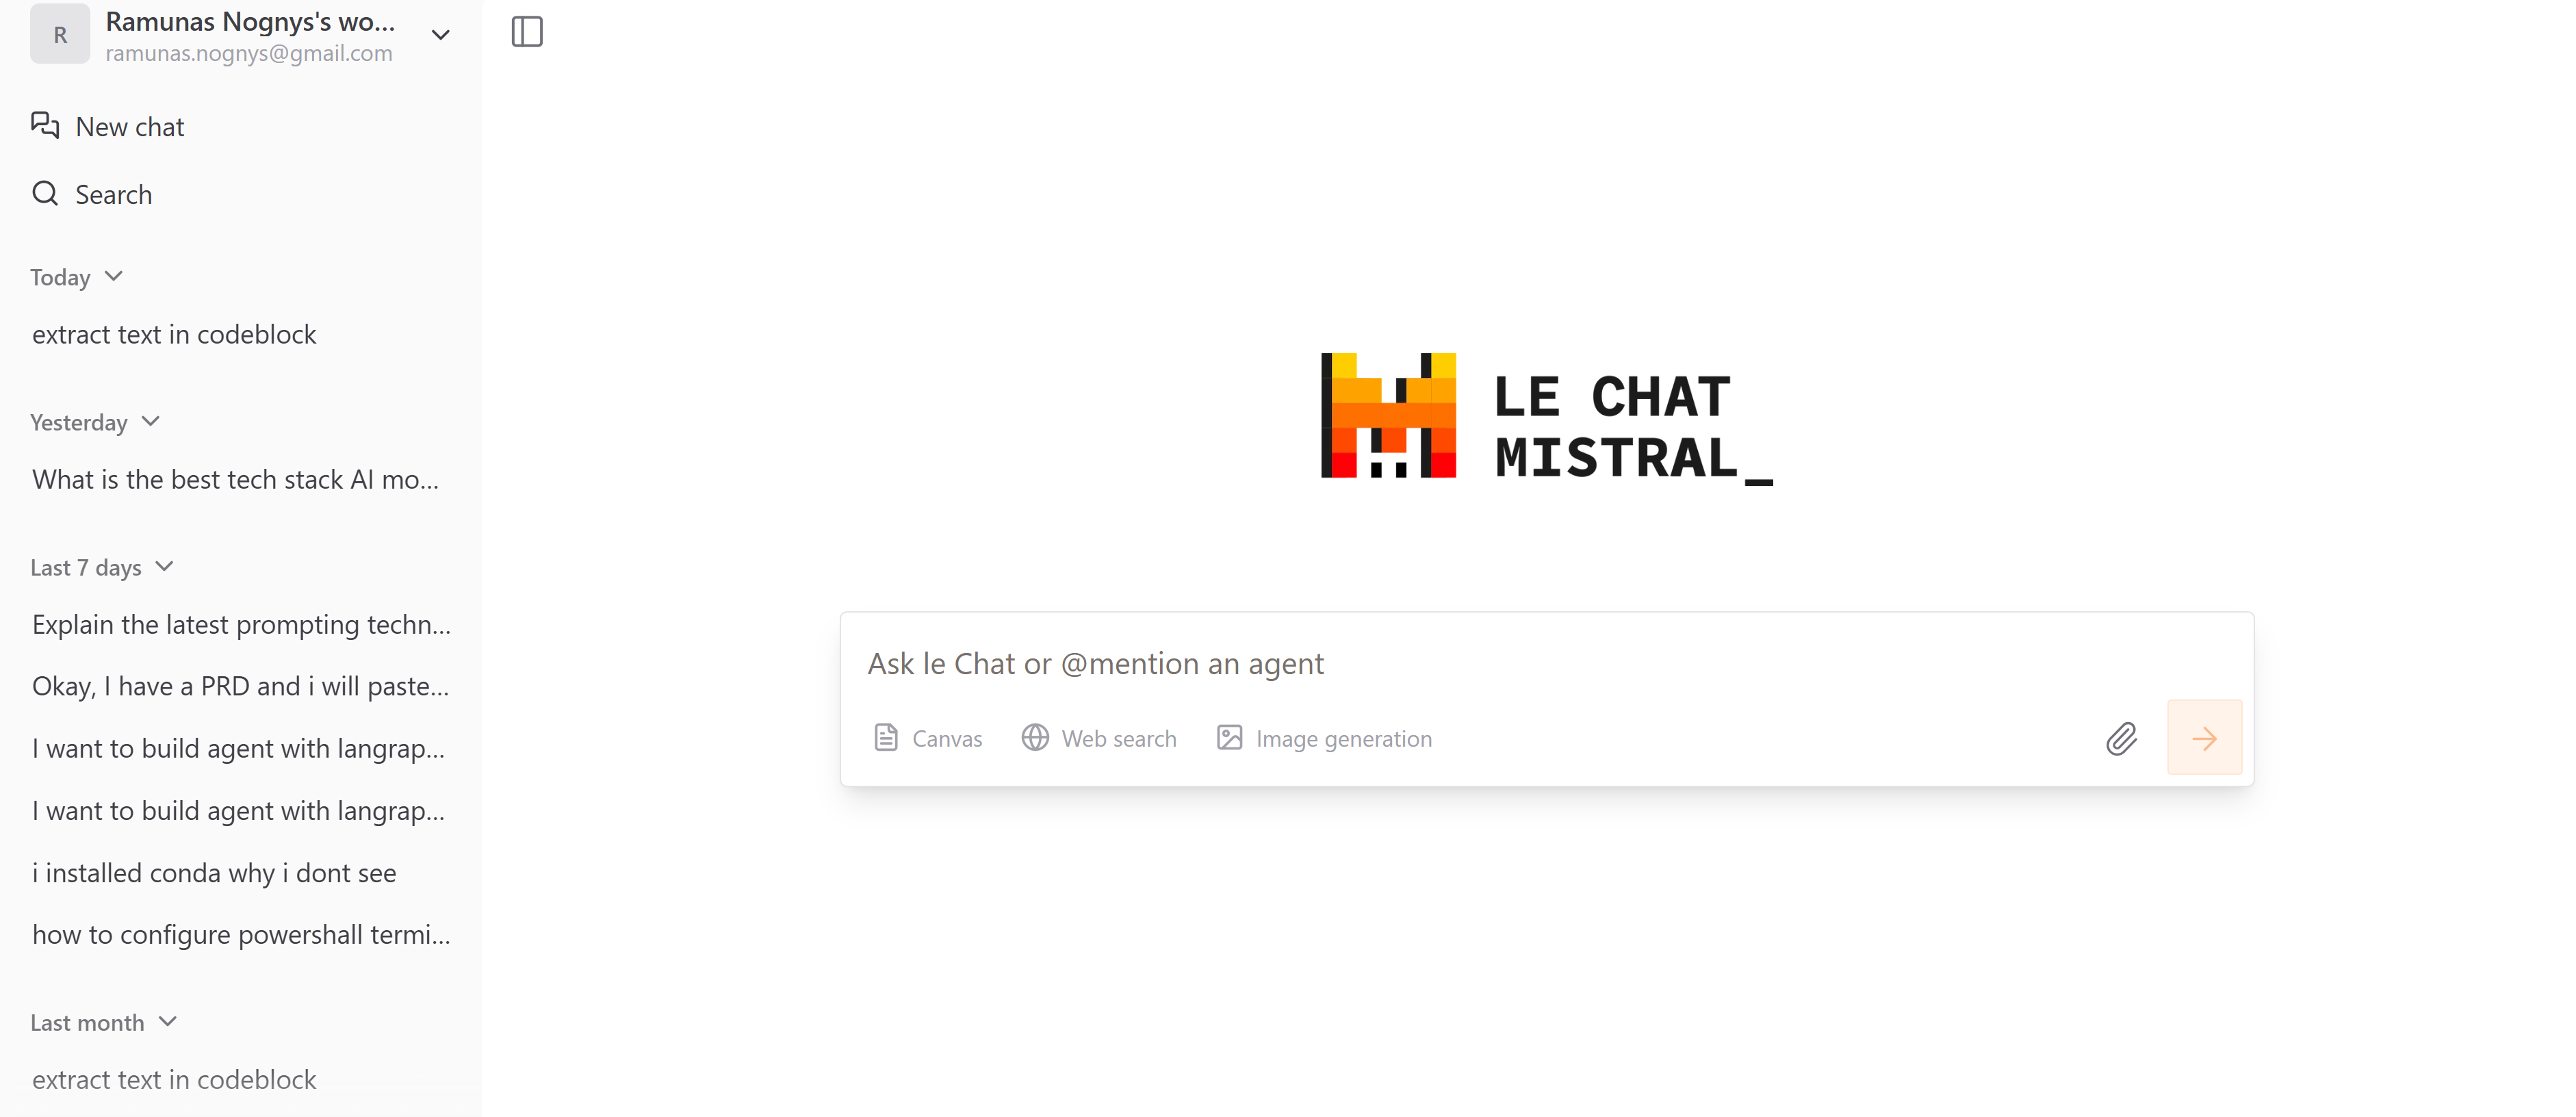 R
Ramunas Nognys's wo...
ramunas.nognys@gmail.com
New chat
Search
Today
extract text in codeblock
Yesterday
What is the best tech stack AI mo...
Last 7 days
Explain the latest prompting techn...
Okay, I have a PRD and i will paste...
I want to build agent with langrap...
I want to build agent with langrap...
i installed conda why i dont see
how to configure powershall termi...
Last month
extract text in codeblock
LE CHAT
MISTRAL_
Ask le Chat or @mention an agent
Canvas Web search Image generation